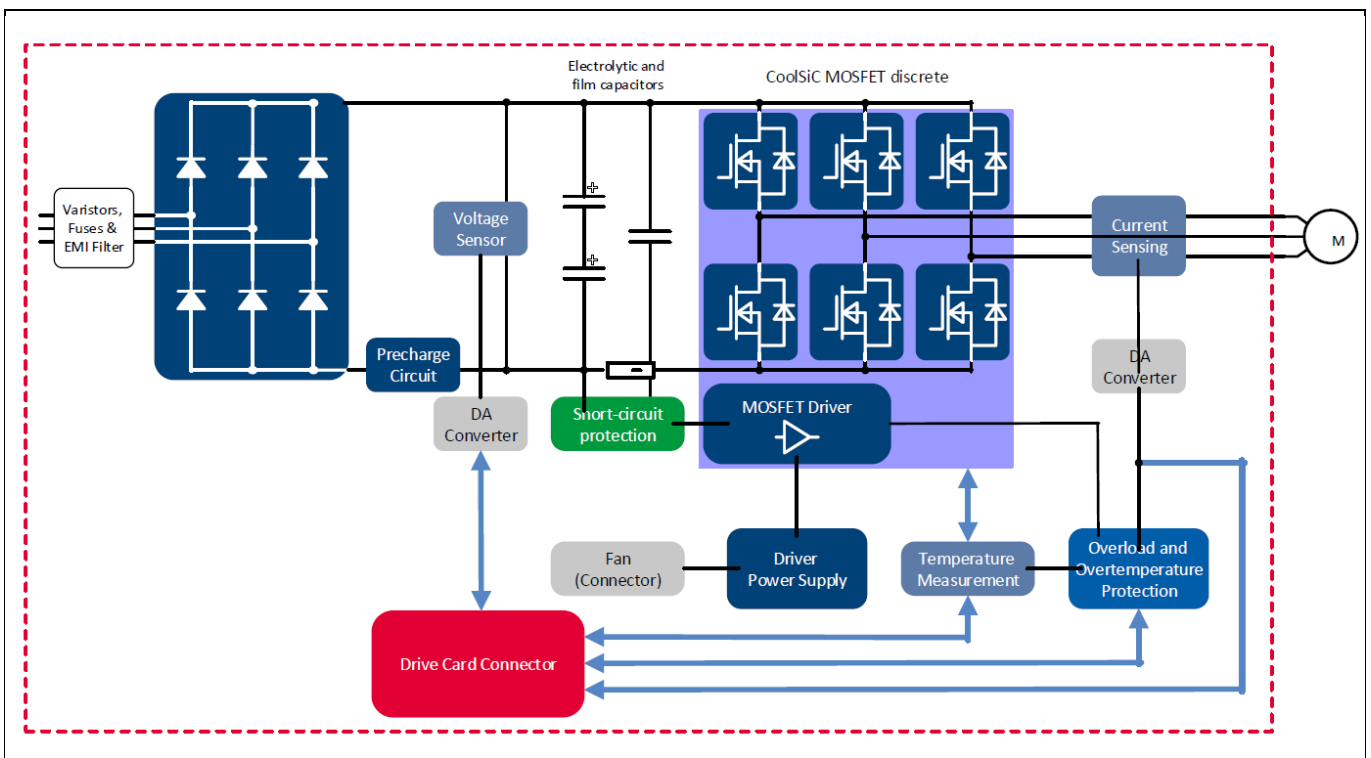 Electrolytic and
film capacitors
CoolSiC MOSFET discrete
Varistors,
Fuses &
EMI Filter
Voltage
Sensor
Current
Sensing
M
Precharge
Circuit
DA
Converter
DA
Converter
Snort-circuit
protection
MOSFET Driver
Fan
(Connector)
Driver
Power Supply
Temperature
Measurement
Overload and
Overtemperature
Protection
Drive Card Connector